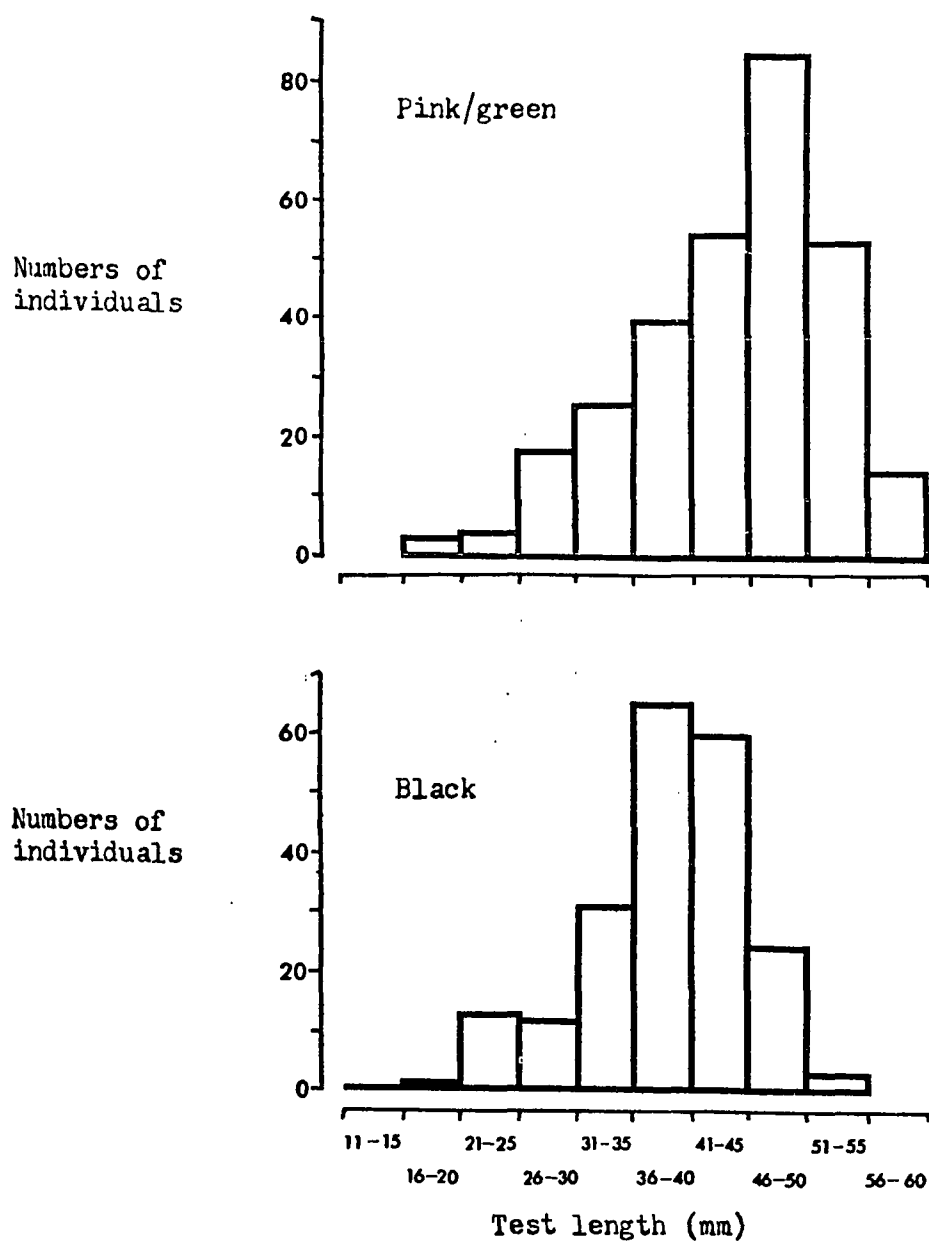 80
Pink/green
60
Numbers of
individuals
40
20
0
60
Black
Numbers of
individuals
40
20
0
11-15 21-25 31-35 41-45 51-55
16-20 26-30 36-40 46-50 56-60
Test length (mm)